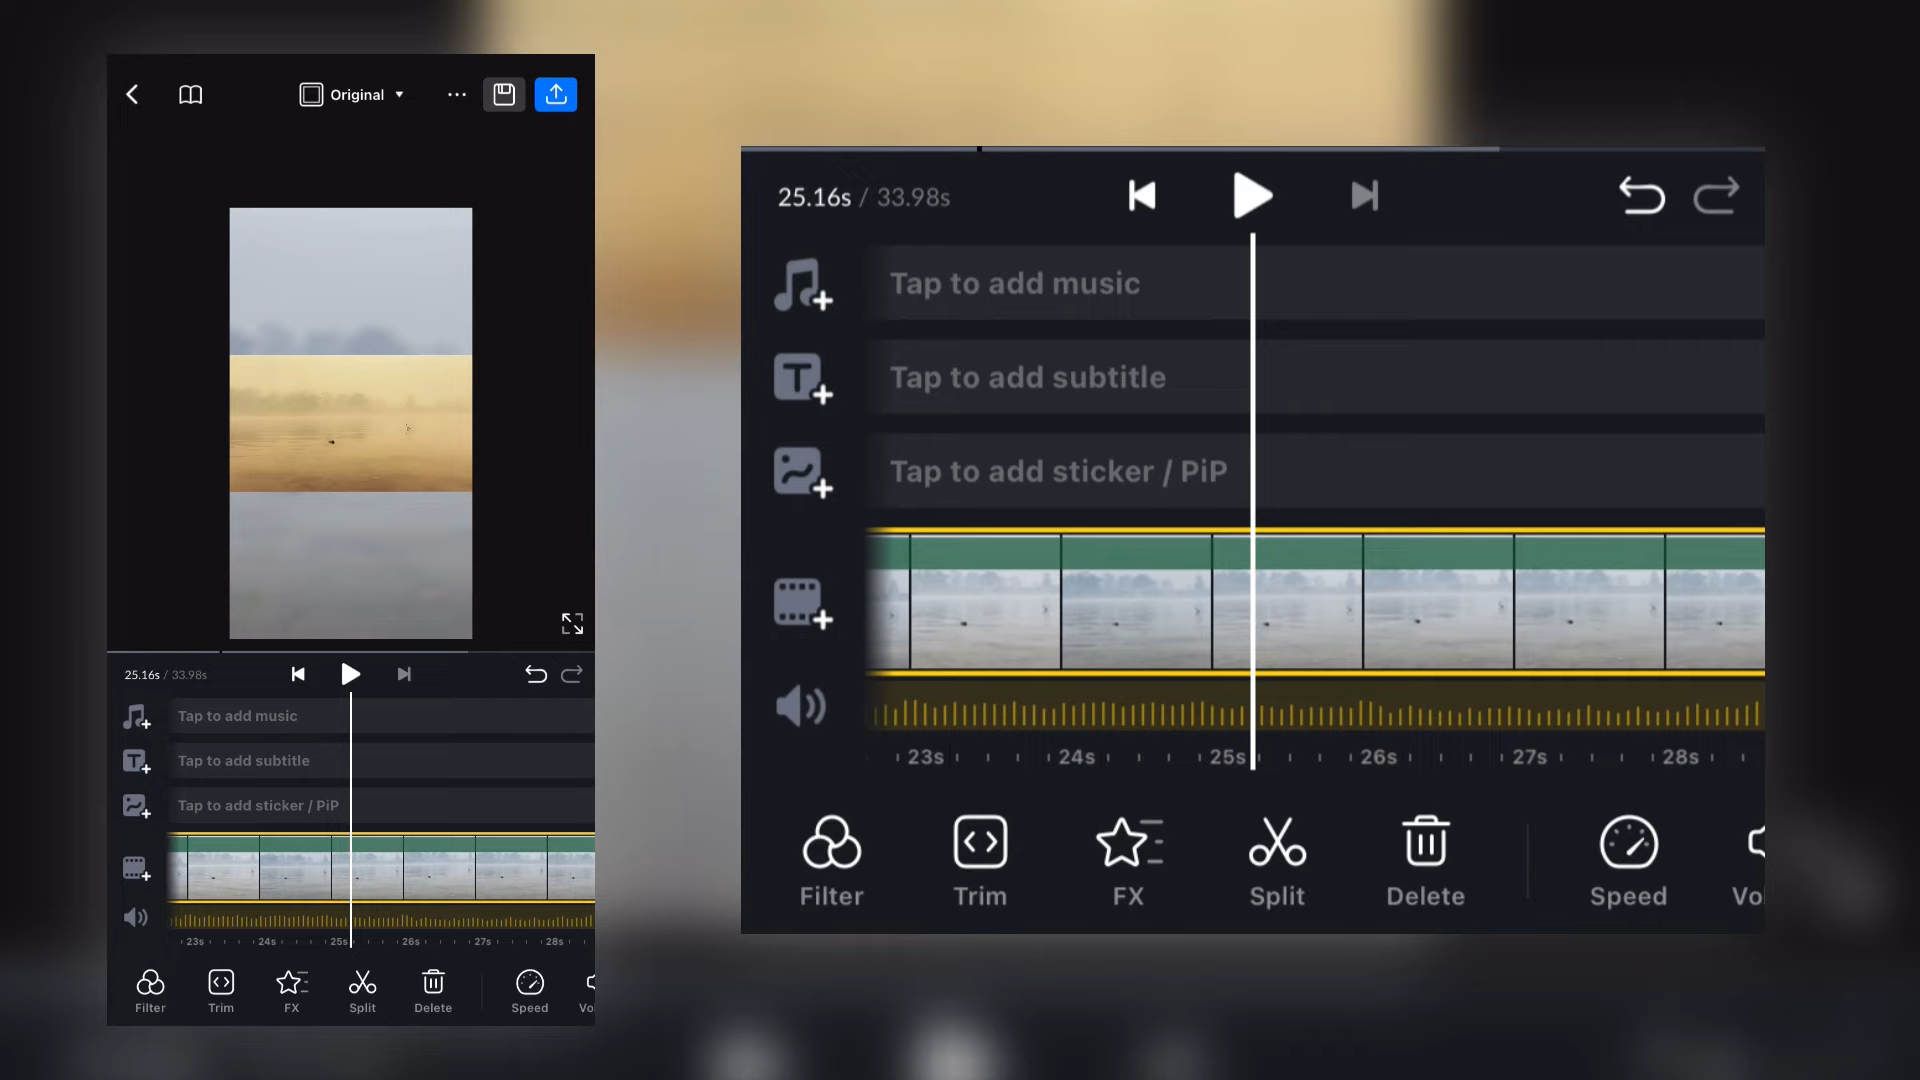 Original
25.16s / 33.98s
Tap to add music
Tap to add subtitle
Tap to add sticker / PiP
23s 24s 25s 26s 27s 28s
Filter Trim FX Split Delete Speed Vo
25.16s / 33.98s
Tap to add music
Tap to add subtitle
Tap to add sticker / PiP
23s 24s 25s 26s 27s 28s
Filter Trim FX Split Delete Speed Vo